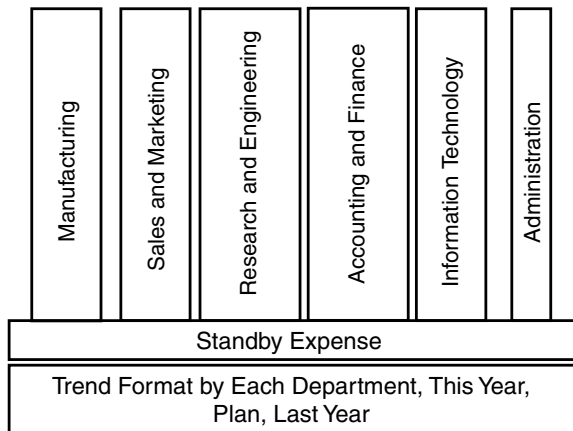 Manufacturing
Sales and Marketing
Research and Engineering
Accounting and Finance
Information Technology
Administration
Standby Expense
Trend Format by Each Department, This Year,
Plan, Last Year